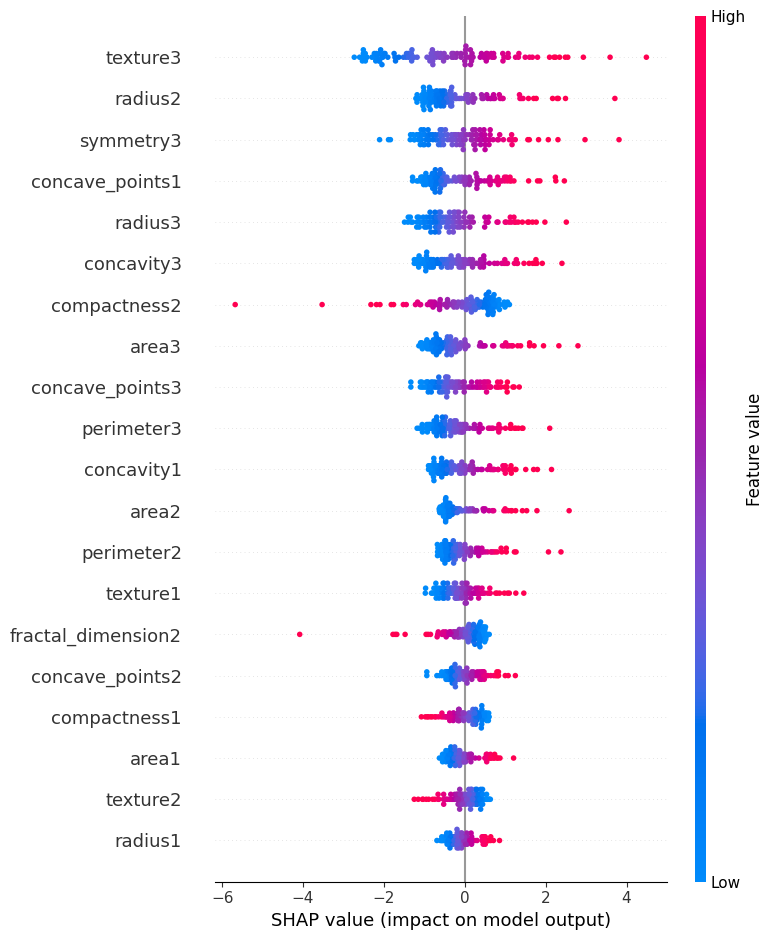 High
texture3
radius2
symmetry3
concave_points1
radius3
concavity3
compactness2
area3
concave_points3
perimeter3
concavity1
area2
perimeter2
texture1
fractal_dimension2
concave_points2
compactness1
area1
texture2
radius1
Feature value
Low
−6 −4 −2 0 2 4
SHAP value (impact on model output)